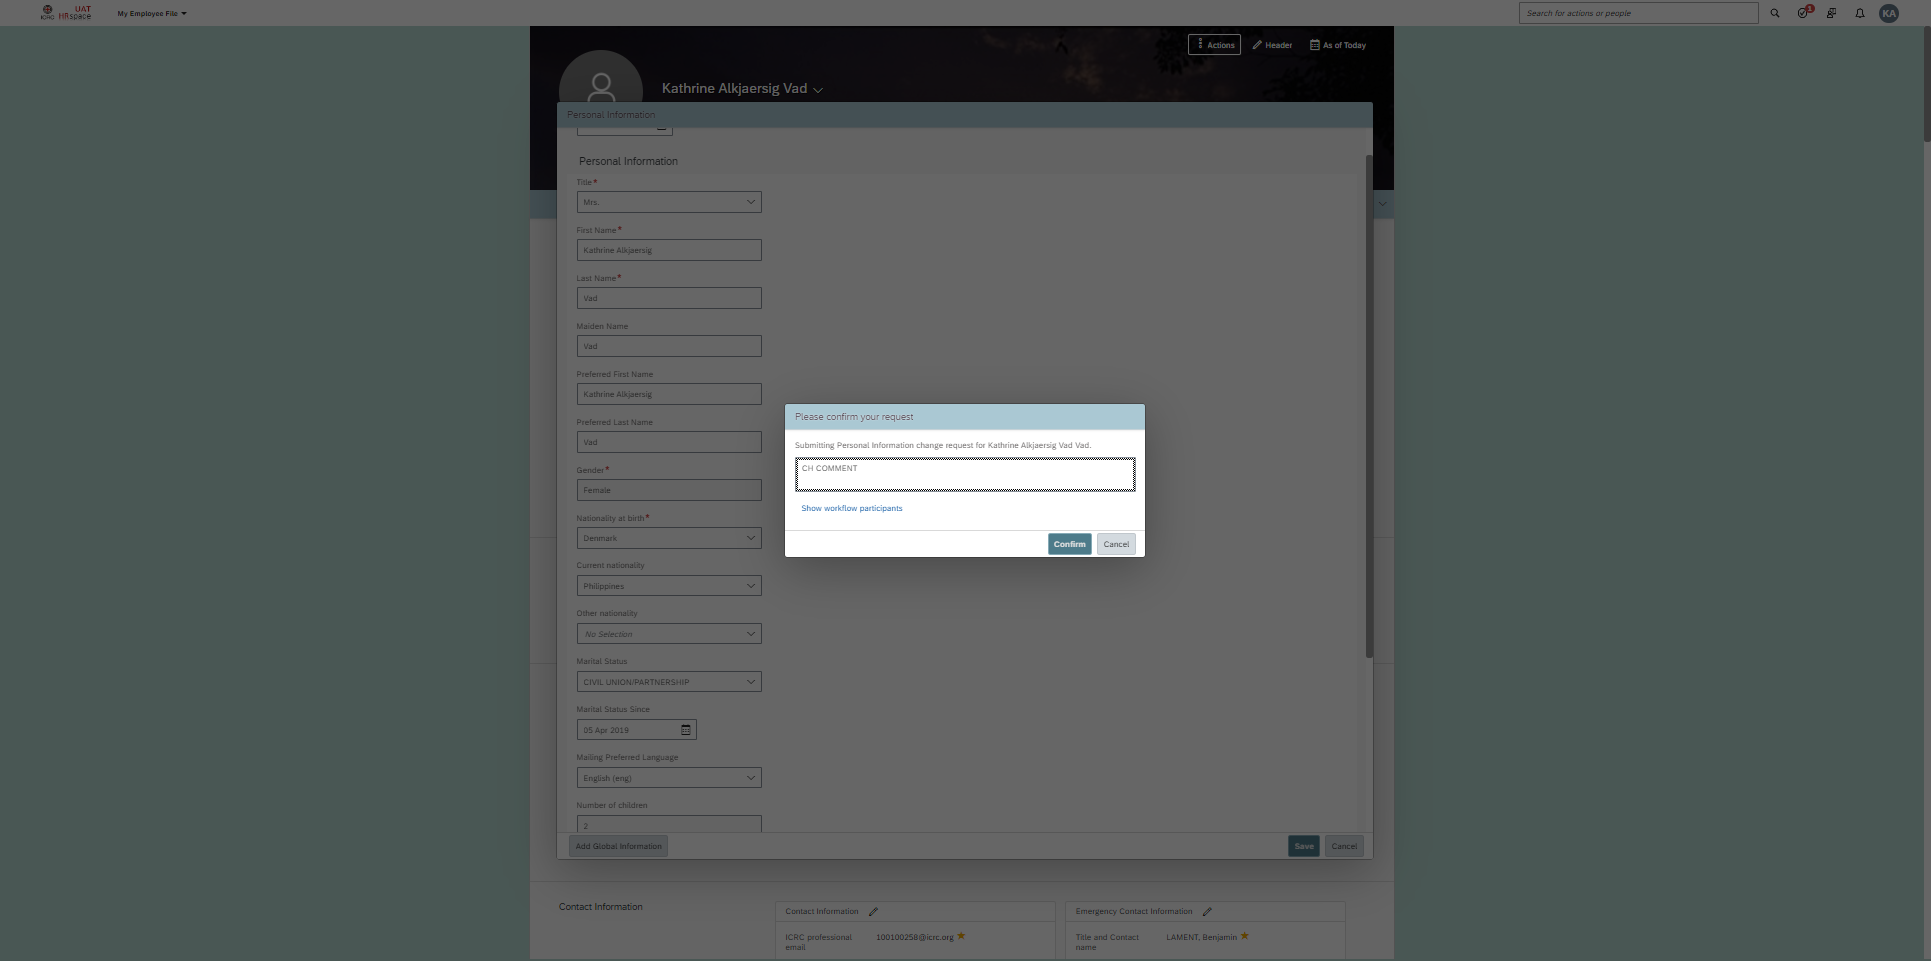 UAT
ICRC HRspace
My Employee File
Search for actions or people
1
KA
Actions
Header
As of Today
Kathrine Alkjaersig Vad
Personal Information
Personal Information
Title*
Mrs.
First Name*
Kathrine Alkjaersig
Last Name*
Vad
Maiden Name
Vad
Preferred First Name
Kathrine Alkjaersig
Preferred Last Name
Vad
Gender*
Female
Nationality at birth*
Denmark
Current nationality
Philippines
Other nationality
No Selection
Marital Status
CIVIL UNION/PARTNERSHIP
Marital Status Since
05 Apr 2019
Mailing Preferred Language
English (eng)
Number of children
2
Add Global Information
Save
Cancel
Please confirm your request
Submitting Personal Information change request for Kathrine Alkjaersig Vad Vad.
CH COMMENT
Show workflow participants
Confirm
Cancel
Contact Information
Contact Information
ICRC professional email
100100258@icrc.org
Emergency Contact Information
Title and Contact name
LAMENT, Benjamin